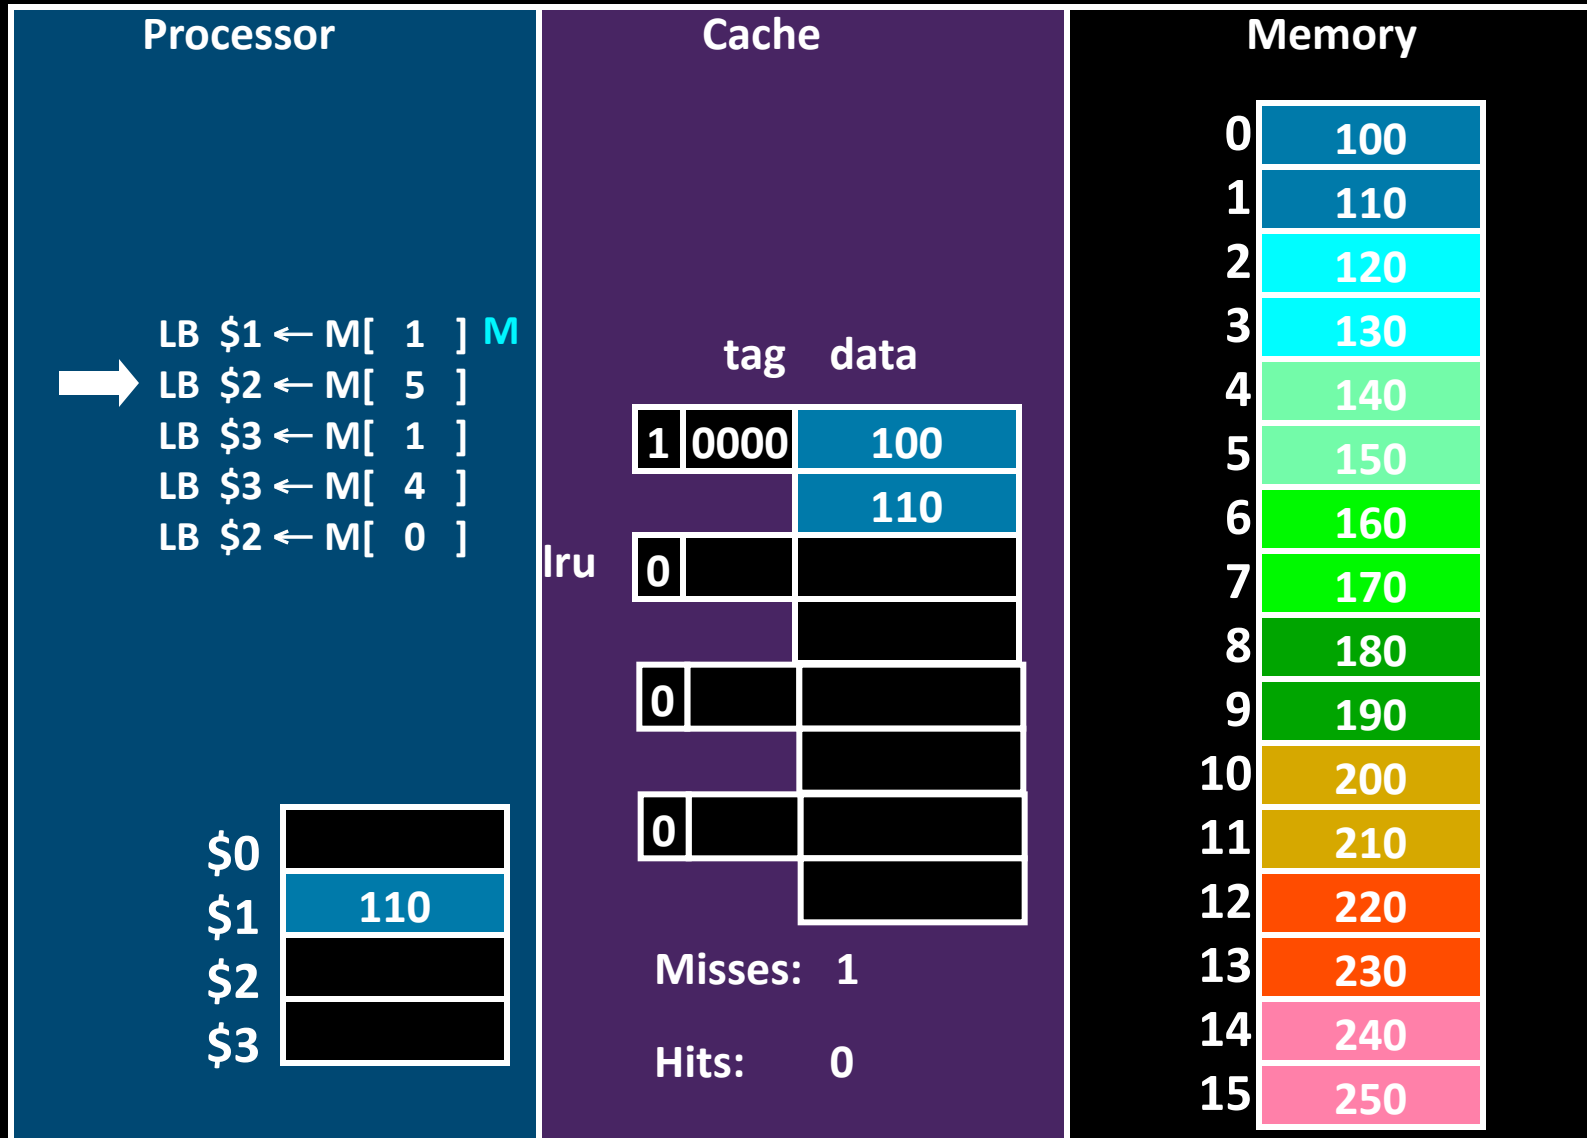 Processor
LB $1 ← M[ 1 ] M
LB $2 ← M[ 5 ]
LB $3 ← M[ 1 ]
LB $3 ← M[ 4 ]
LB $2 ← M[ 0 ]
$0
$1 110
$2
$3
Cache
tag data
1 0000 100
110
lru 0
0
0
Misses: 1
Hits: 0
Memory
0 100
1 110
2 120
3 130
4 140
5 150
6 160
7 170
8 180
9 190
10 200
11 210
12 220
13 230
14 240
15 250